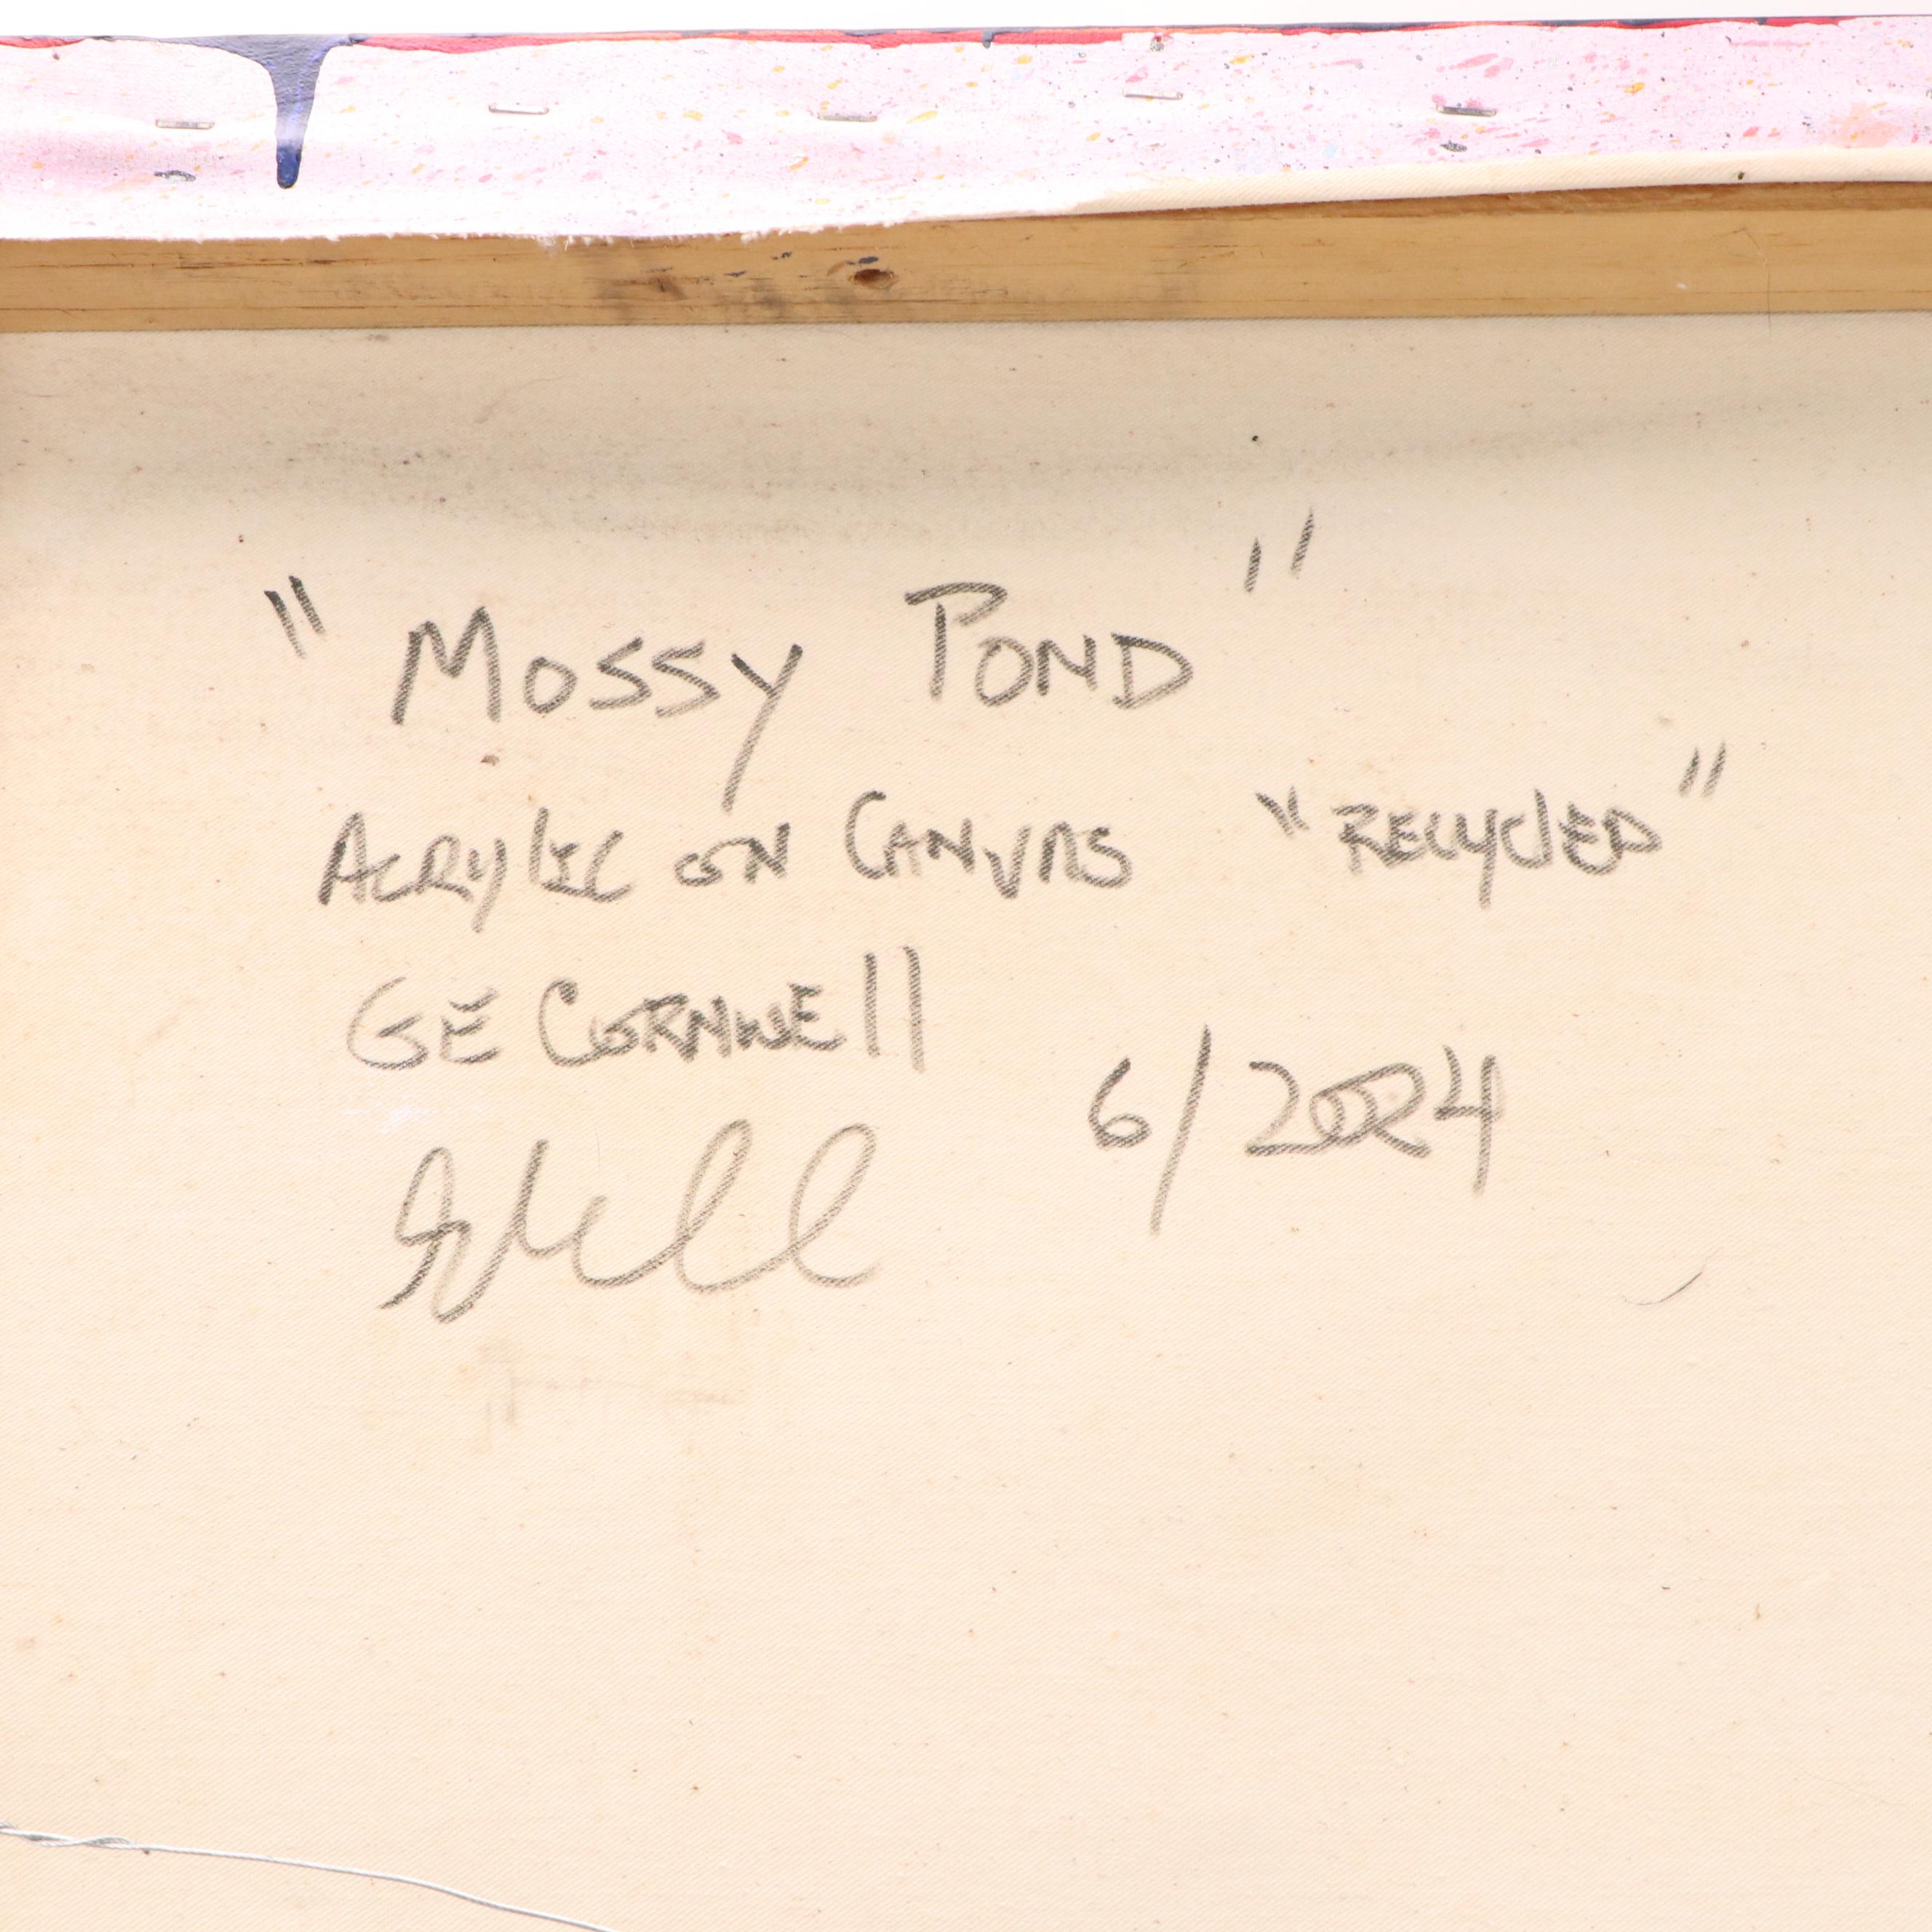 "Mossy Pond"
Acrylic on Canvas "Recycled"
GE Cornwell
6/2024